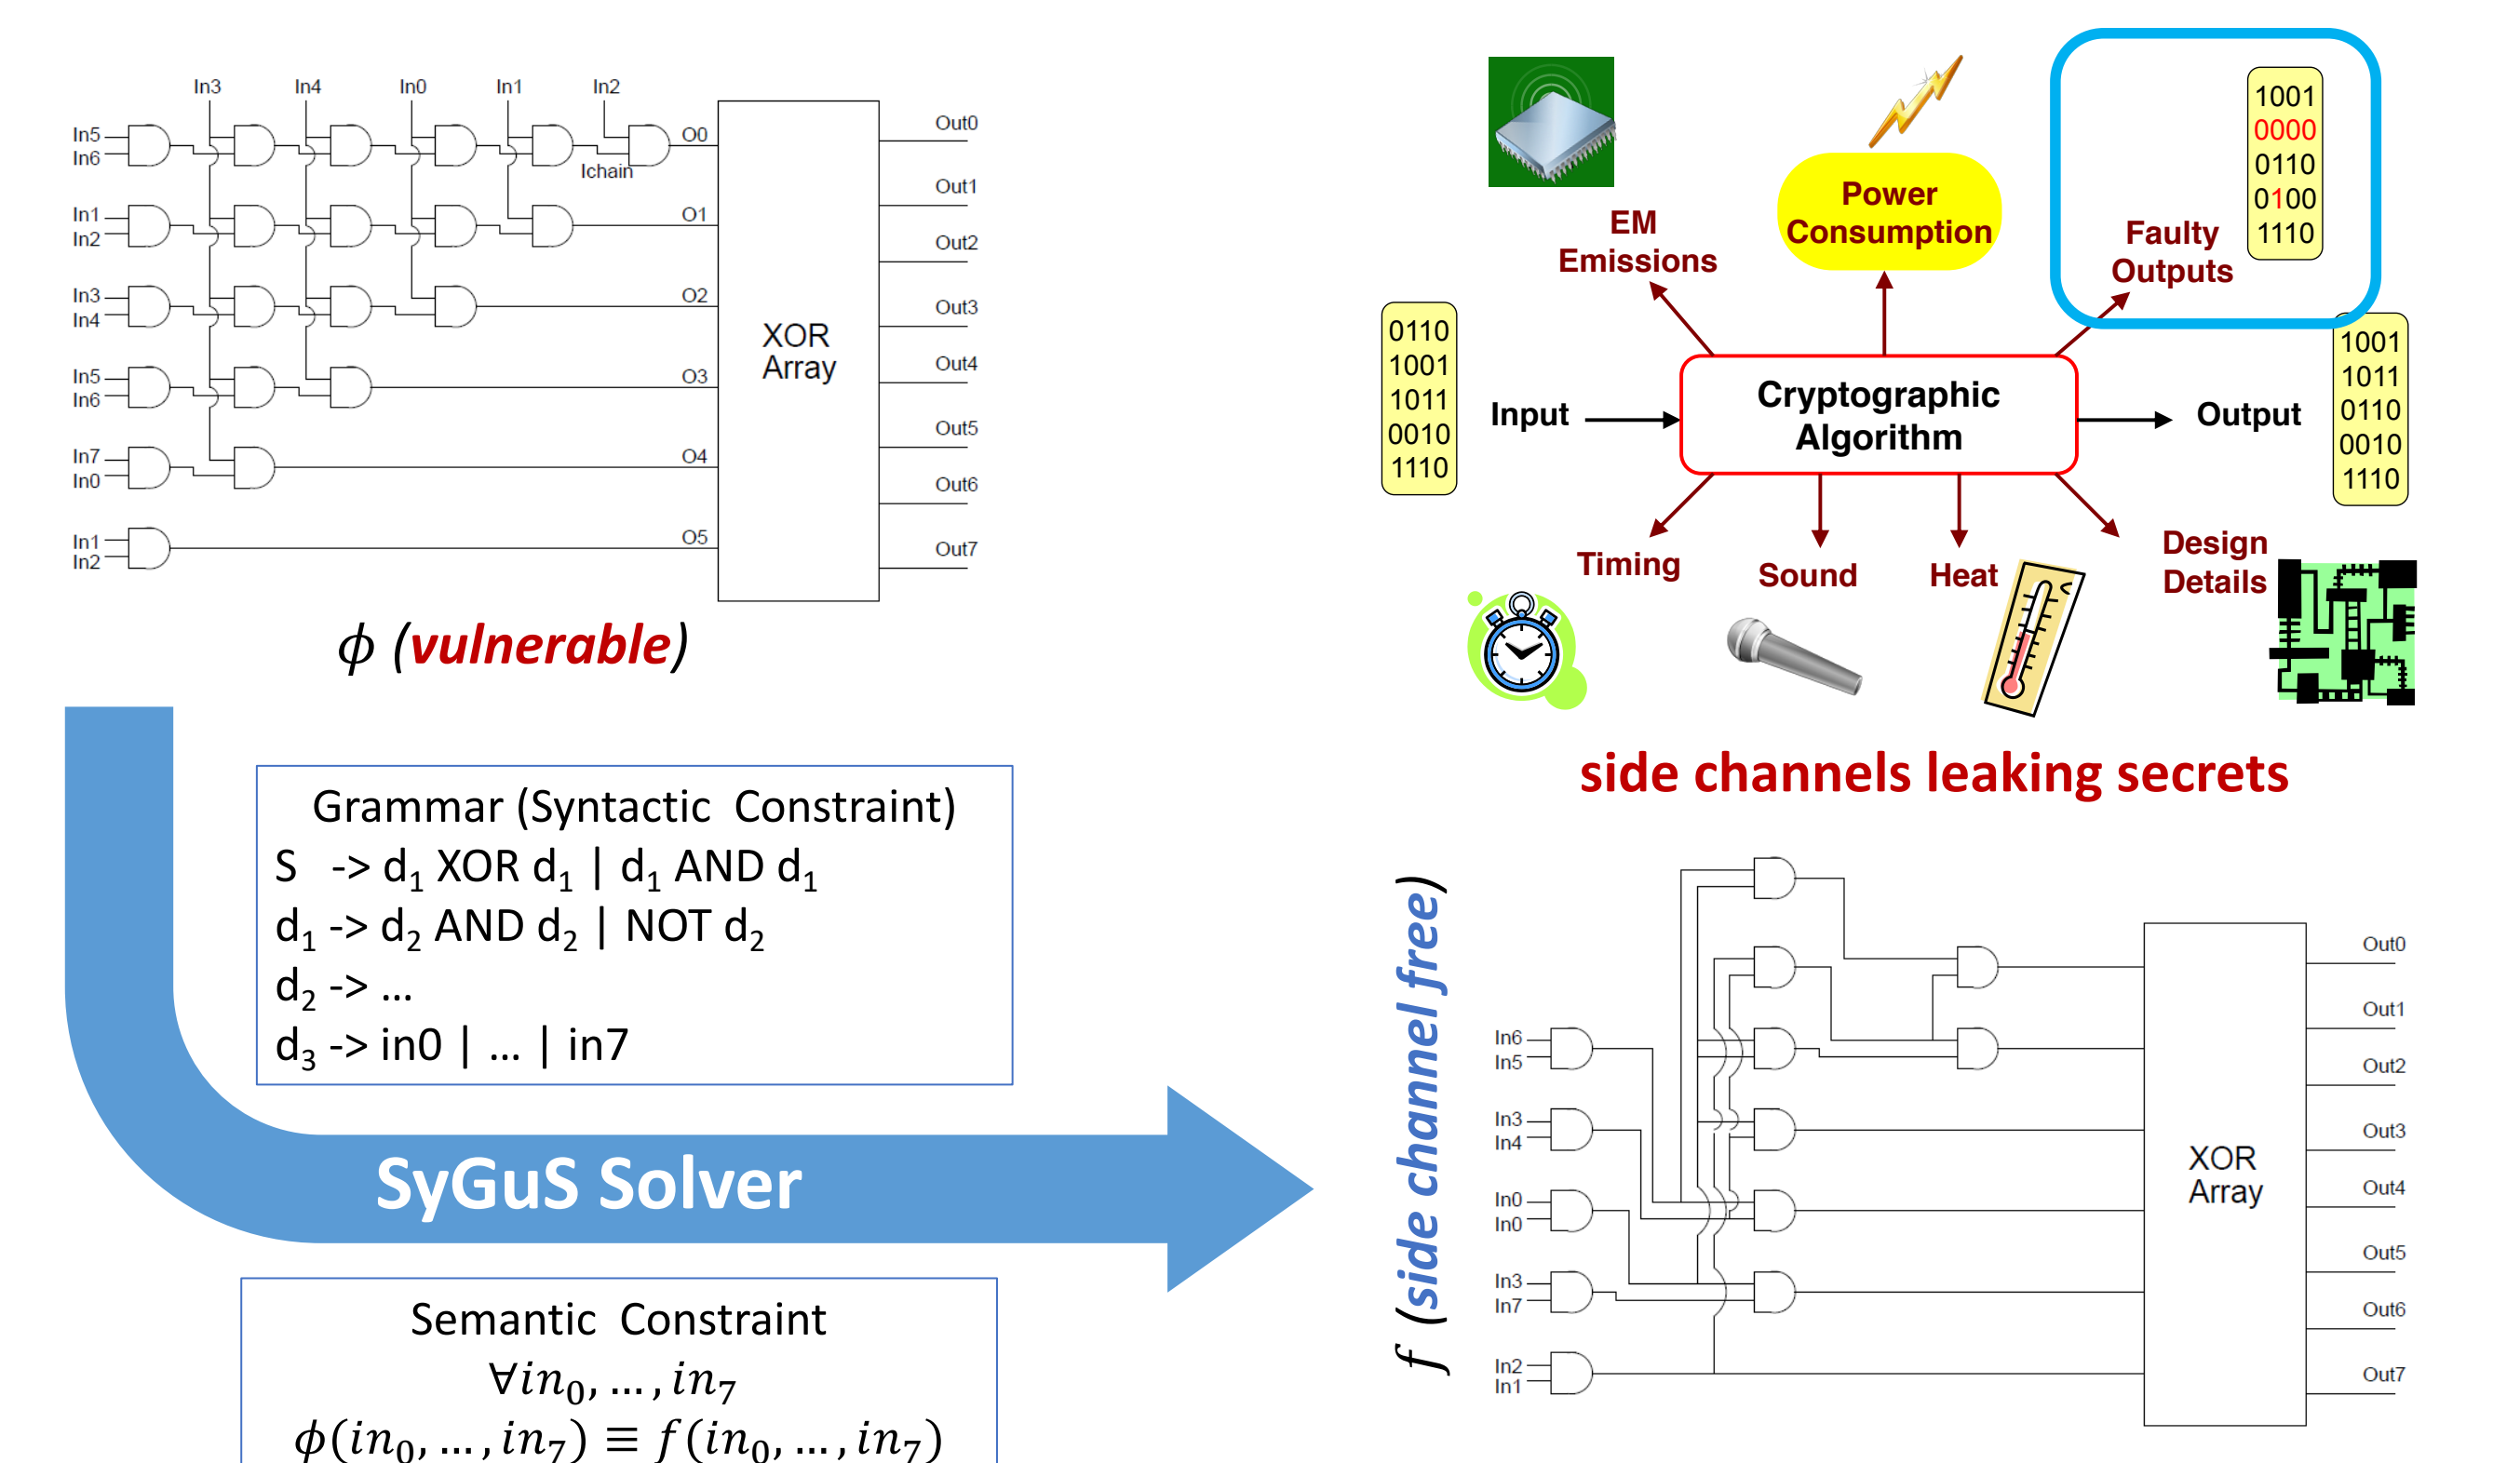 In3 In4 In0 In1 In2
In5
In6
Ichain
O0
In1
In2
O1
In3
In4
O2
In5
In6
O3
In7
In0
O4
In1
In2
O5
XOR
Array
Out0
Out1
Out2
Out3
Out4
Out5
Out6
Out7
ϕ (vulnerable)
EM
Emissions
Power
Consumption
Faulty
Outputs
1001
0000
0110
0100
1110
0110
1001
1011
0010
1110
Input
Cryptographic
Algorithm
Output
1001
1011
0110
0010
1110
Timing
Sound
Heat
Design
Details
side channels leaking secrets
Grammar (Syntactic Constraint)
S -> d₁ XOR d₁ | d₁ AND d₁
d₁ -> d₂ AND d₂ | NOT d₂
d₂ -> ...
d₃ -> in0 | ... | in7
SyGuS Solver
Semantic Constraint
∀in₀, ... , in₇
ϕ(in₀, ... , in₇) ≡ f(in₀, ... , in₇)
f (side channel free)
In6
In5
In3
In4
In0
In0
In3
In7
In2
In1
XOR
Array
Out0
Out1
Out2
Out3
Out4
Out5
Out6
Out7